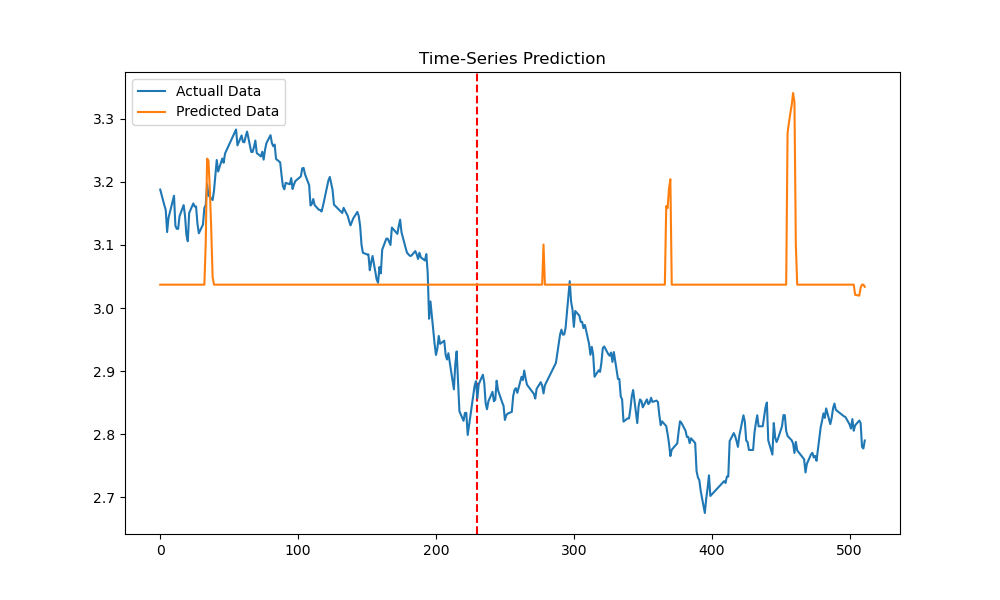 Time-Series Prediction
Actuall Data
Predicted Data
3.3
3.2
3.1
3.0
2.9
2.8
2.7
0 100 200 300 400 500